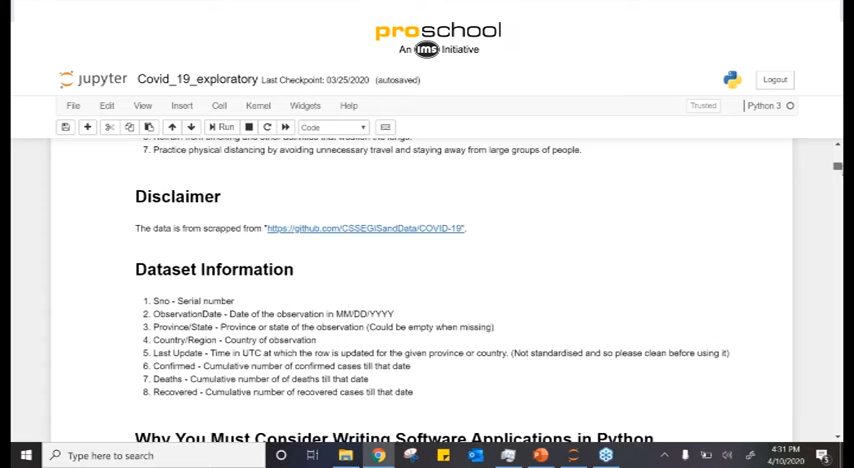 proschool
An ims Initiative
jupyter Covid_19_exploratory Last Checkpoint: 03/25/2020 (autosaved) Logout
File Edit View Insert Cell Kernel Widgets Help Trusted Python 3
Run Code
7. Practice physical distancing by avoiding unnecessary travel and staying away from large groups of people.
Disclaimer
The data is from scrapped from "https://github.com/CSSEGISandData/COVID-19".
Dataset Information
1. Sno - Serial number
2. ObservationDate - Date of the observation in MM/DD/YYYY
3. Province/State - Province or state of the observation (Could be empty when missing)
4. Country/Region - Country of observation
5. Last Update - Time in UTC at which the row is updated for the given province or country. (Not standardised and so please clean before using it)
6. Confirmed - Cumulative number of confirmed cases till that date
7. Deaths - Cumulative number of of deaths till that date
8. Recovered - Cumulative number of recovered cases till that date
Why You Must Consider Writing Software Applications in Python
Type here to search
4:31 PM
4/10/2020